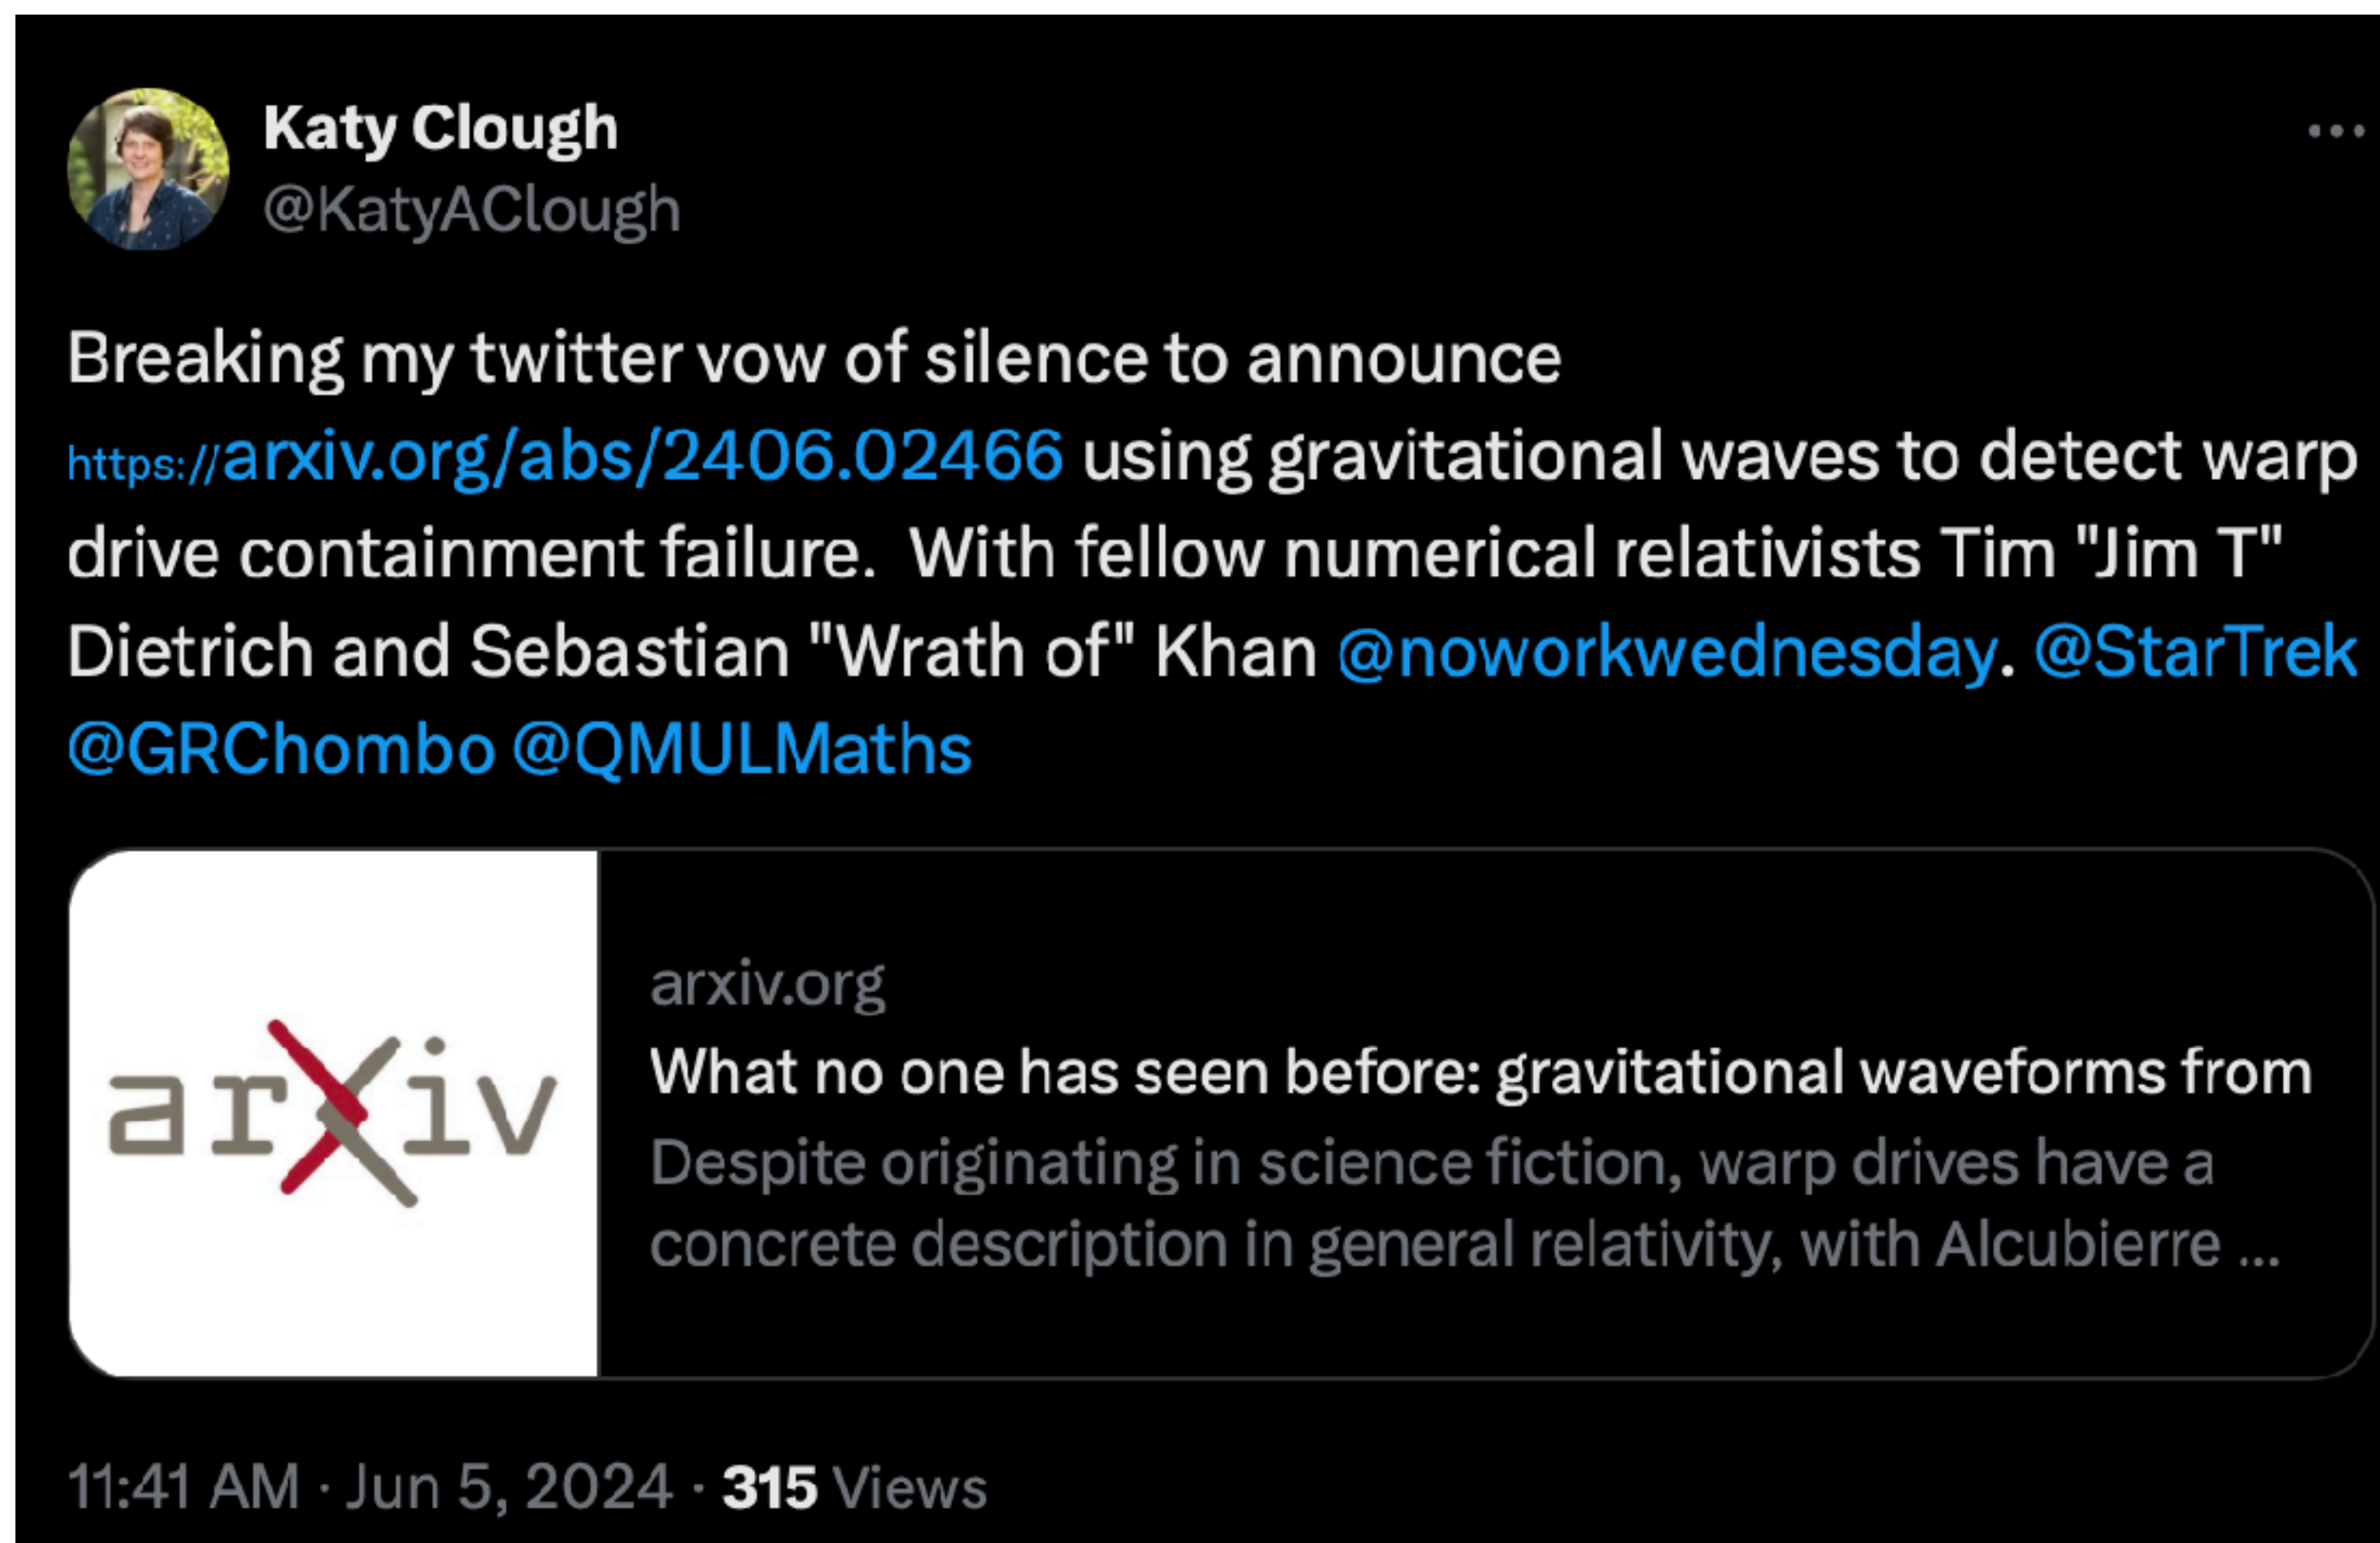 Katy Clough
@KatyAClough
Breaking my twitter vow of silence to announce
https://arxiv.org/abs/2406.02466 using gravitational waves to detect warp
drive containment failure.  With fellow numerical relativists Tim "Jim T"
Dietrich and Sebastian "Wrath of" Khan @noworkwednesday. @StarTrek
@GRChombo @QMULMaths
arXiv
arxiv.org
What no one has seen before: gravitational waveforms from
Despite originating in science fiction, warp drives have a
concrete description in general relativity, with Alcubierre ...
11:41 AM · Jun 5, 2024 · 315 Views